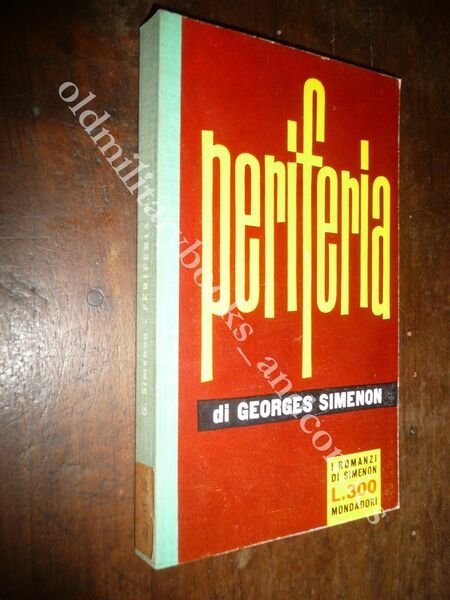 periferia
di GEORGES SIMENON
I ROMANZI
DI SIMENON
L.300
MONDADORI
G. Simenon - PERIFERIA